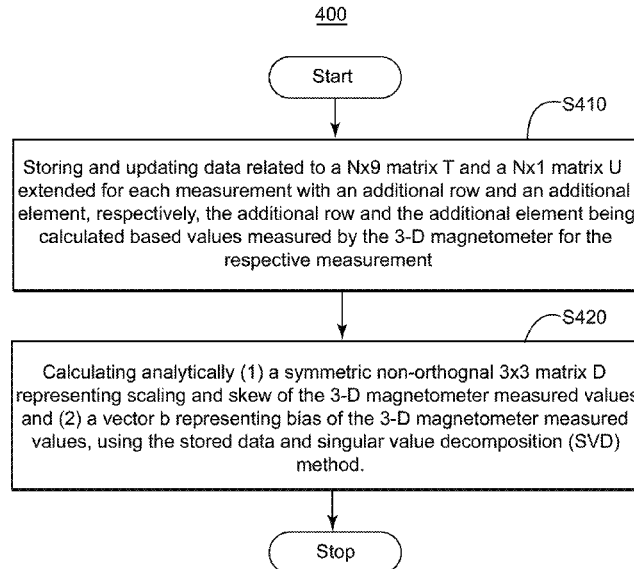 400
Start
S410
Storing and updating data related to a Nx9 matrix T and a Nx1 matrix U
extended for each measurement with an additional row and an additional
element, respectively, the additional row and the additional element being
calculated based values measured by the 3-D magnetometer for the
respective measurement
S420
Calculating analytically (1) a symmetric non-orthognal 3x3 matrix D
representing scaling and skew of the 3-D magnetometer measured values
and (2) a vector b representing bias of the 3-D magnetometer measured
values, using the stored data and singular value decomposition (SVD)
method.
Stop